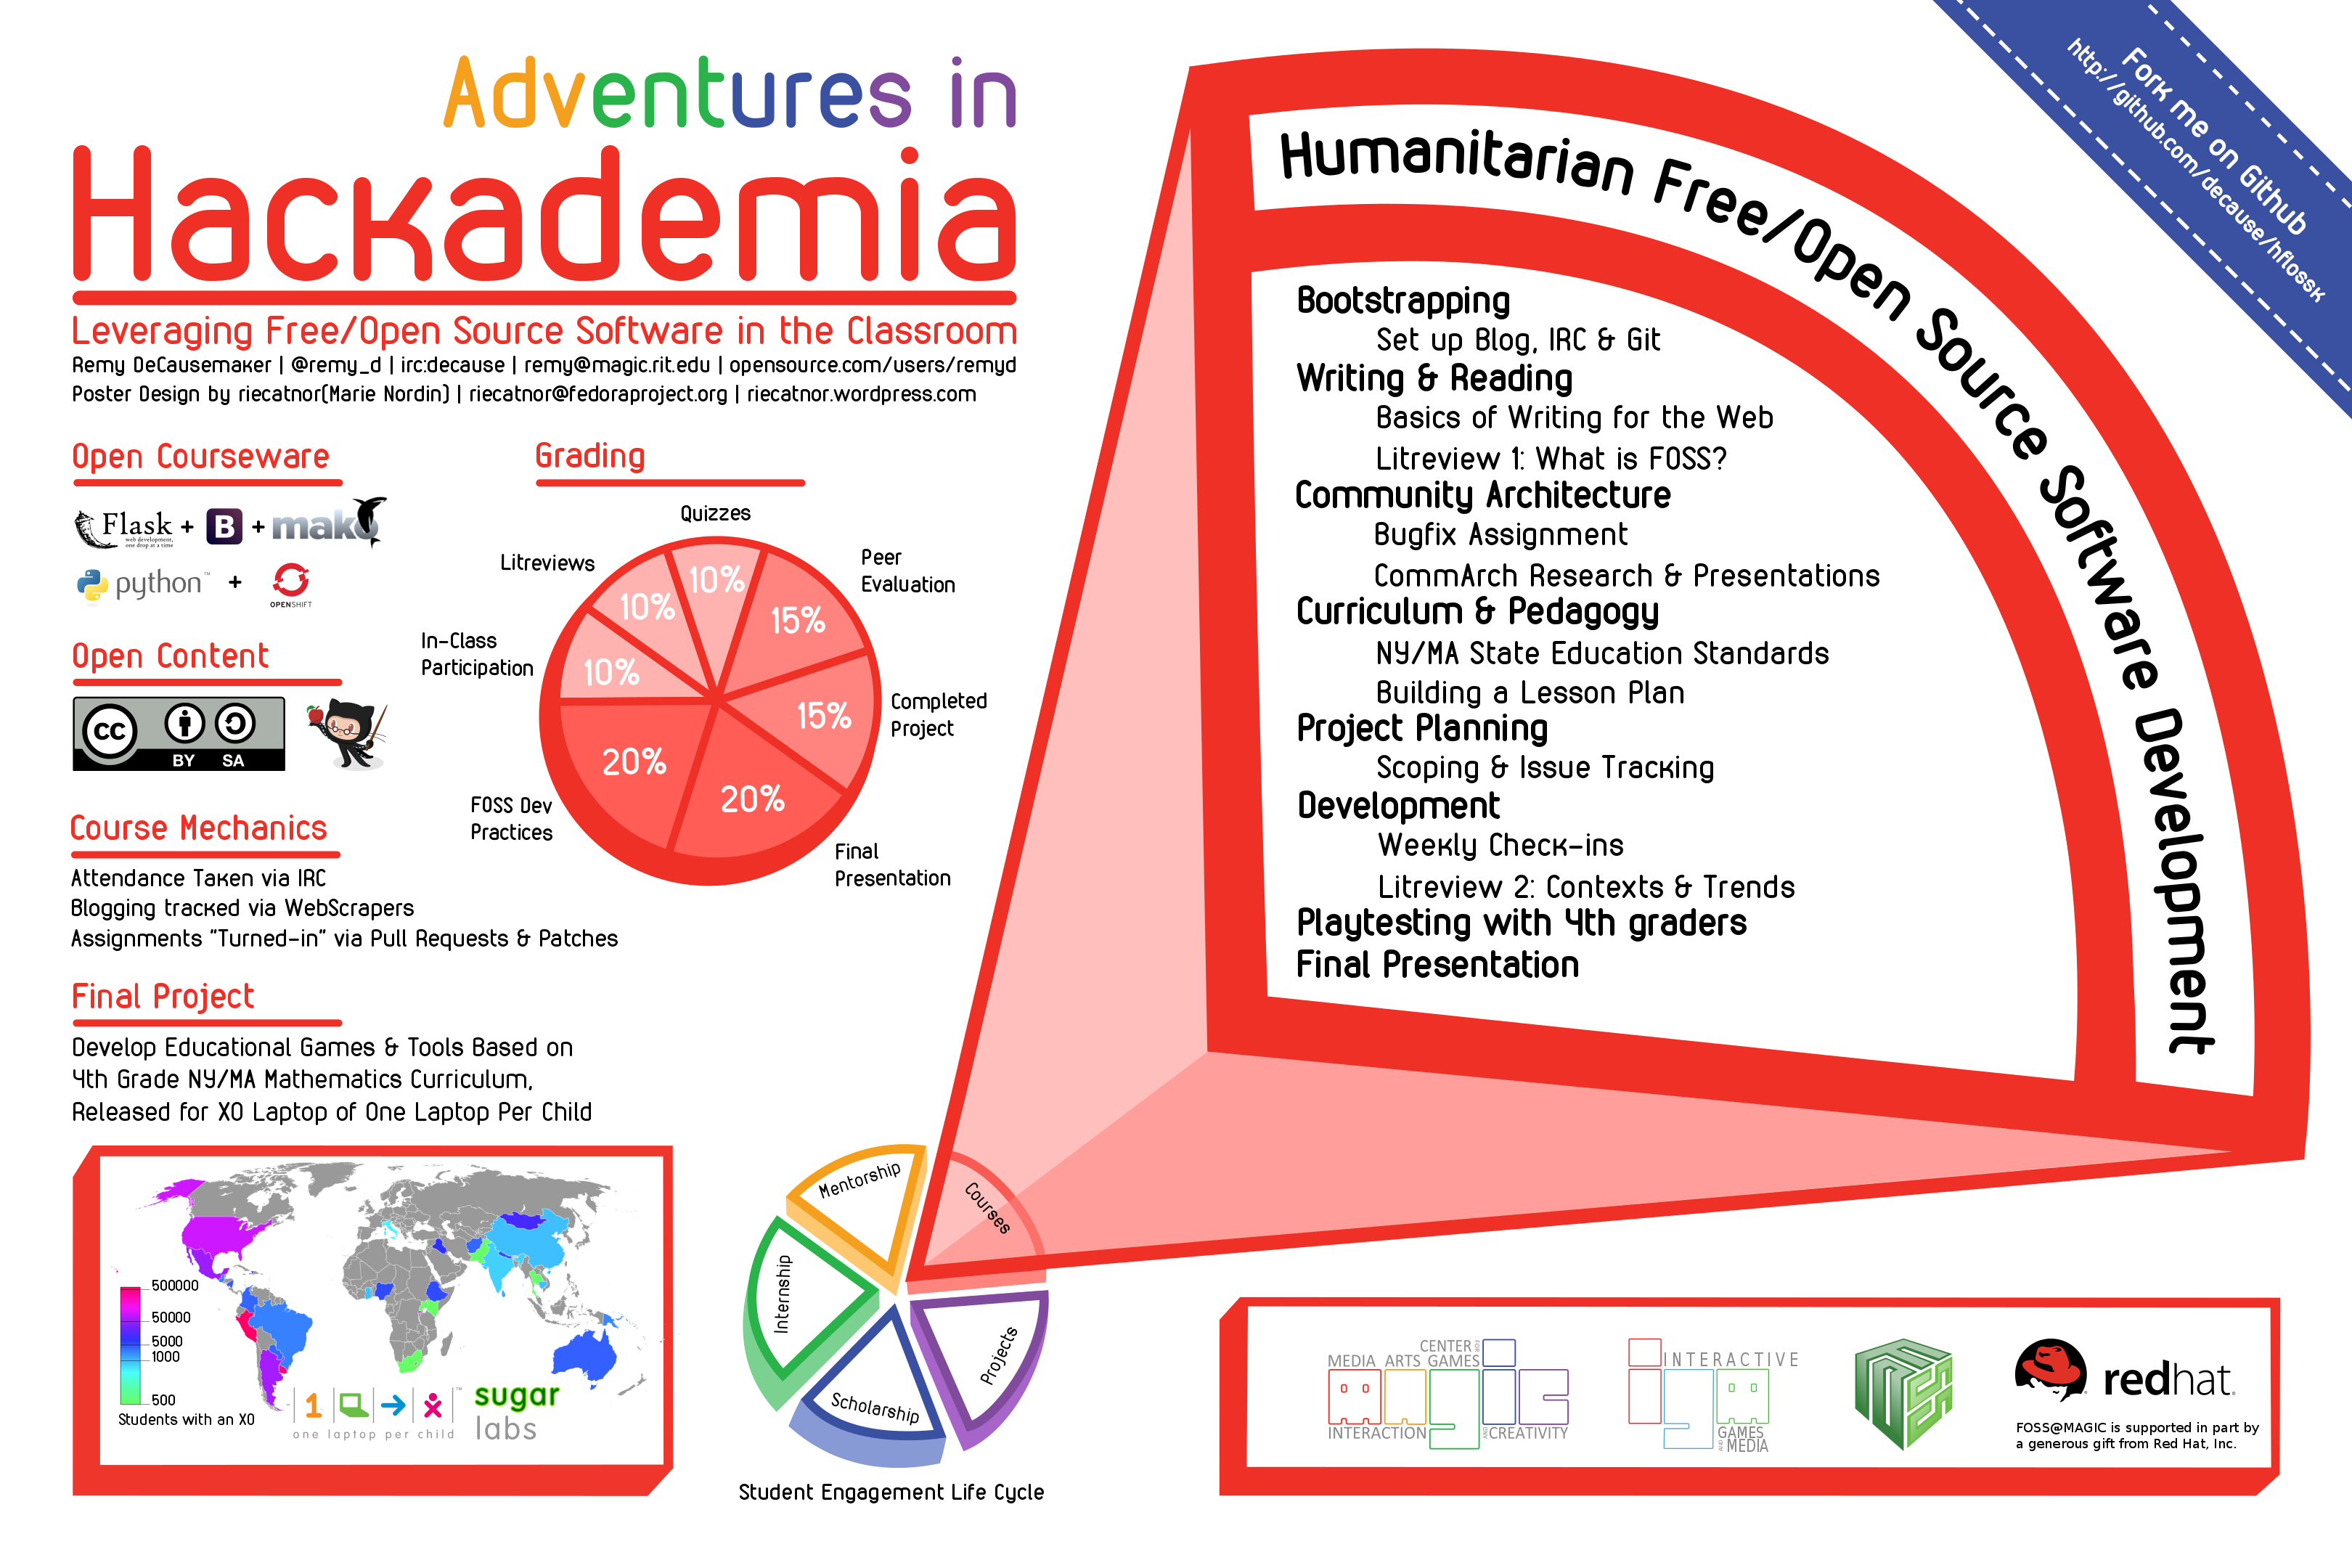 Adventures in
Hackademia
Leveraging Free/Open Source Software in the Classroom
Remy DeCausemaker | @remy_d | irc:decause | remy@magic.rit.edu | opensource.com/users/remyd
Poster Design by riecatnor(Marie Nordin) | riecatnor@fedoraproject.org | riecatnor.wordpress.com
Open Courseware
Flask
web development,
one drop at a time
+ B + mako
python™ +
OPENSHIFT
Open Content
cc
BY SA
Course Mechanics
Attendance Taken via IRC
Blogging tracked via WebScrapers
Assignments "Turned-in" via Pull Requests & Patches
Final Project
Develop Educational Games & Tools Based on
4th Grade NY/MA Mathematics Curriculum,
Released for XO Laptop of One Laptop Per Child
Grading
Quizzes
10%
Peer
Evaluation
15%
Completed
Project
15%
Final
Presentation
20%
FOSS Dev
Practices
20%
In-Class
Participation
10%
Litreviews
10%
500000
50000
5000
1000
500
Students with an XO
one laptop per child
sugar
labs
Mentorship
Courses
Projects
Scholarship
Internship
Student Engagement Life Cycle
Humanitarian Free/Open Source Software Development
Bootstrapping
Set up Blog, IRC & Git
Writing & Reading
Basics of Writing for the Web
Litreview 1: What is FOSS?
Community Architecture
Bugfix Assignment
CommArch Research & Presentations
Curriculum & Pedagogy
NY/MA State Education Standards
Building a Lesson Plan
Project Planning
Scoping & Issue Tracking
Development
Weekly Check-ins
Litreview 2: Contexts & Trends
Playtesting with 4th graders
Final Presentation
Fork me on Github
http://github.com/decause/hflossk
CENTER FOR
MEDIA ARTS GAMES
magic
INTERACTION AND CREATIVITY
INTERACTIVE
igm
GAMES
AND MEDIA
redhat.
FOSS@MAGIC is supported in part by
a generous gift from Red Hat, Inc.